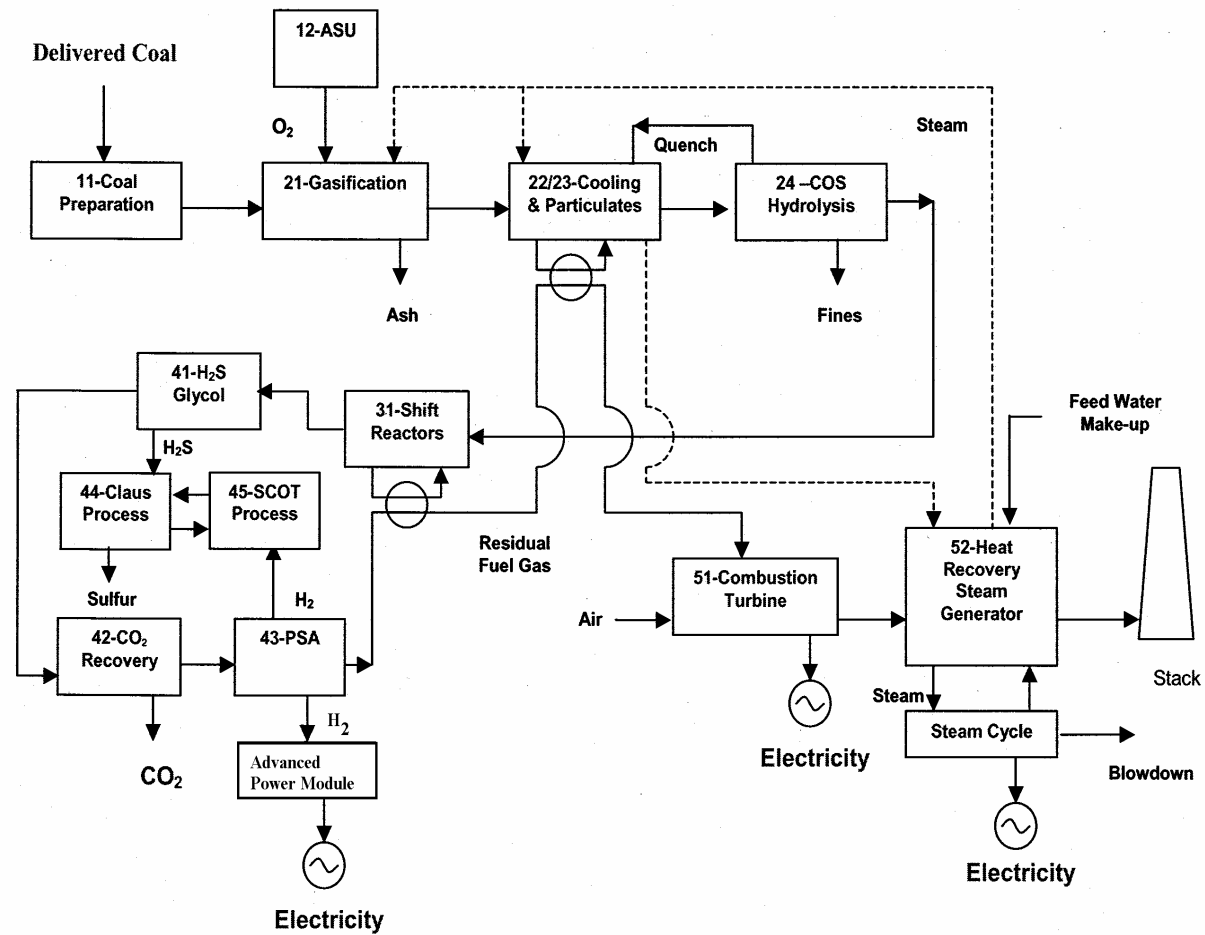 12-ASU
Delivered Coal
O₂
Steam
Quench
11-Coal
Preparation
21-Gasification
22/23-Cooling
& Particulates
24 –COS
Hydrolysis
Ash
Fines
41-H₂S
Glycol
31-Shift
Reactors
Feed Water
Make-up
H₂S
44-Claus
Process
45-SCOT
Process
Residual
Fuel Gas
52-Heat
Recovery
Steam
Generator
51-Combustion
Turbine
Sulfur
H₂
Air
42-CO₂
Recovery
43-PSA
Stack
Steam
H₂
Steam Cycle
Electricity
Advanced
Power Module
CO₂
Blowdown
Electricity
Electricity